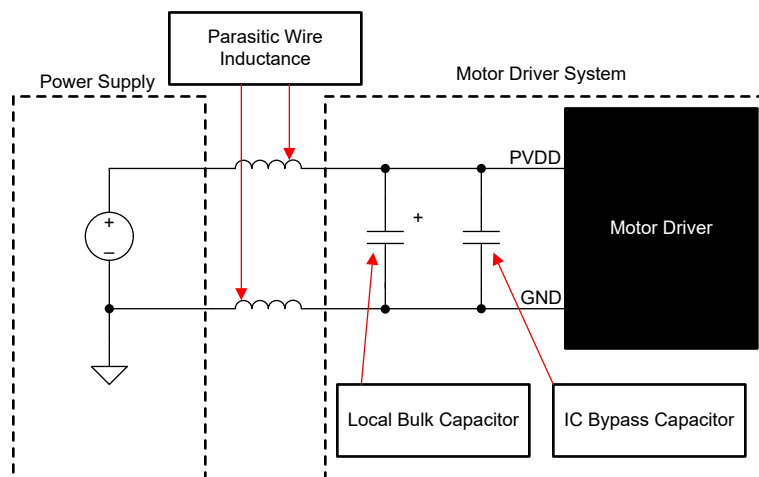 Parasitic Wire
Inductance
Power Supply
Motor Driver System
PVDD
+
+
–
Motor Driver
GND
Local Bulk Capacitor
IC Bypass Capacitor